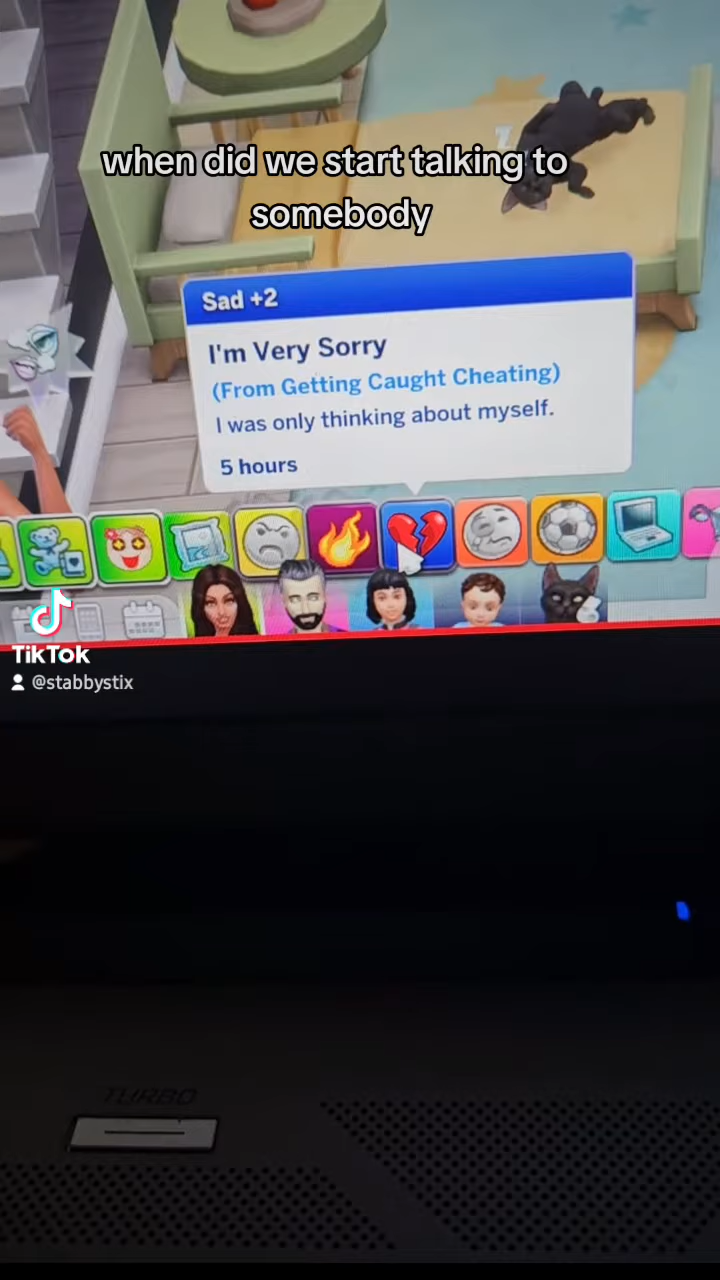 when did we start talking to
somebody
Sad +2
I'm Very Sorry
(From Getting Caught Cheating)
I was only thinking about myself.
5 hours
TikTok
@stabbystix
TURBO